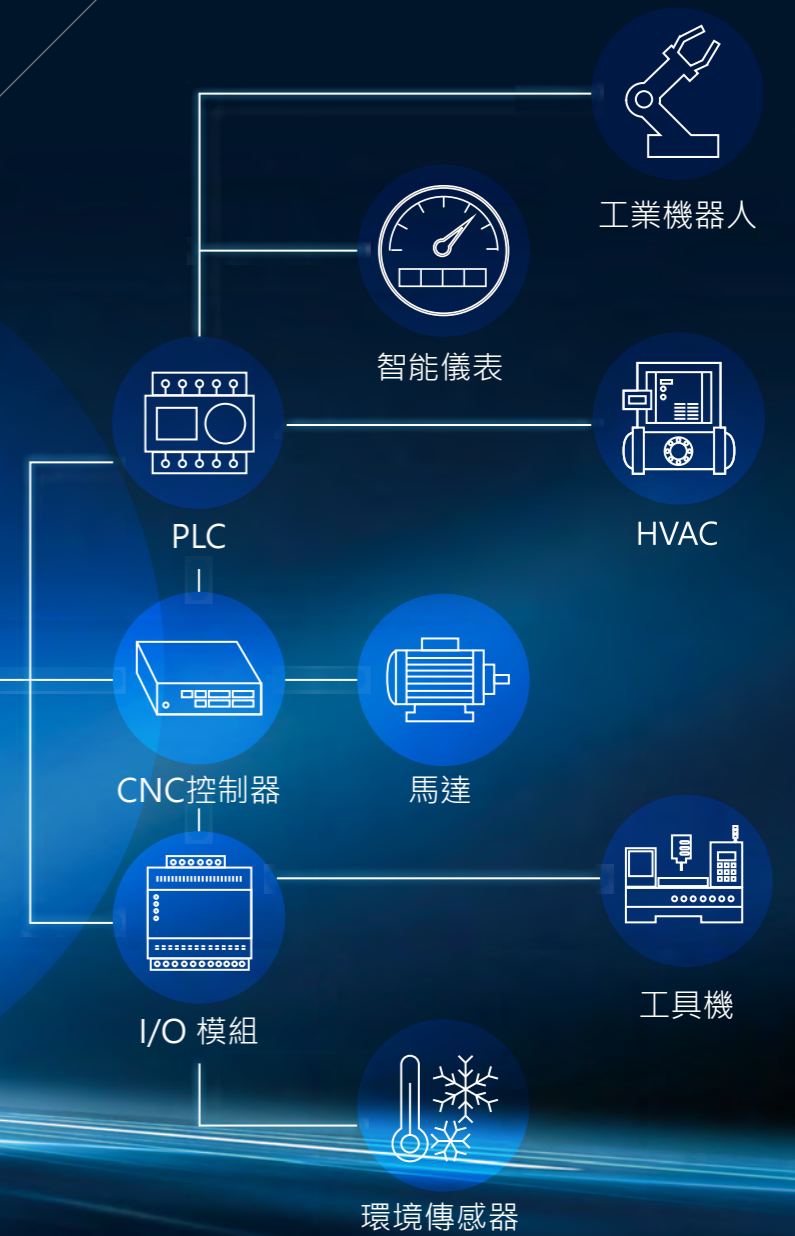 工業機器人
智能儀表
PLC
HVAC
CNC控制器
馬達
工具機
I/O 模組
環境傳感器